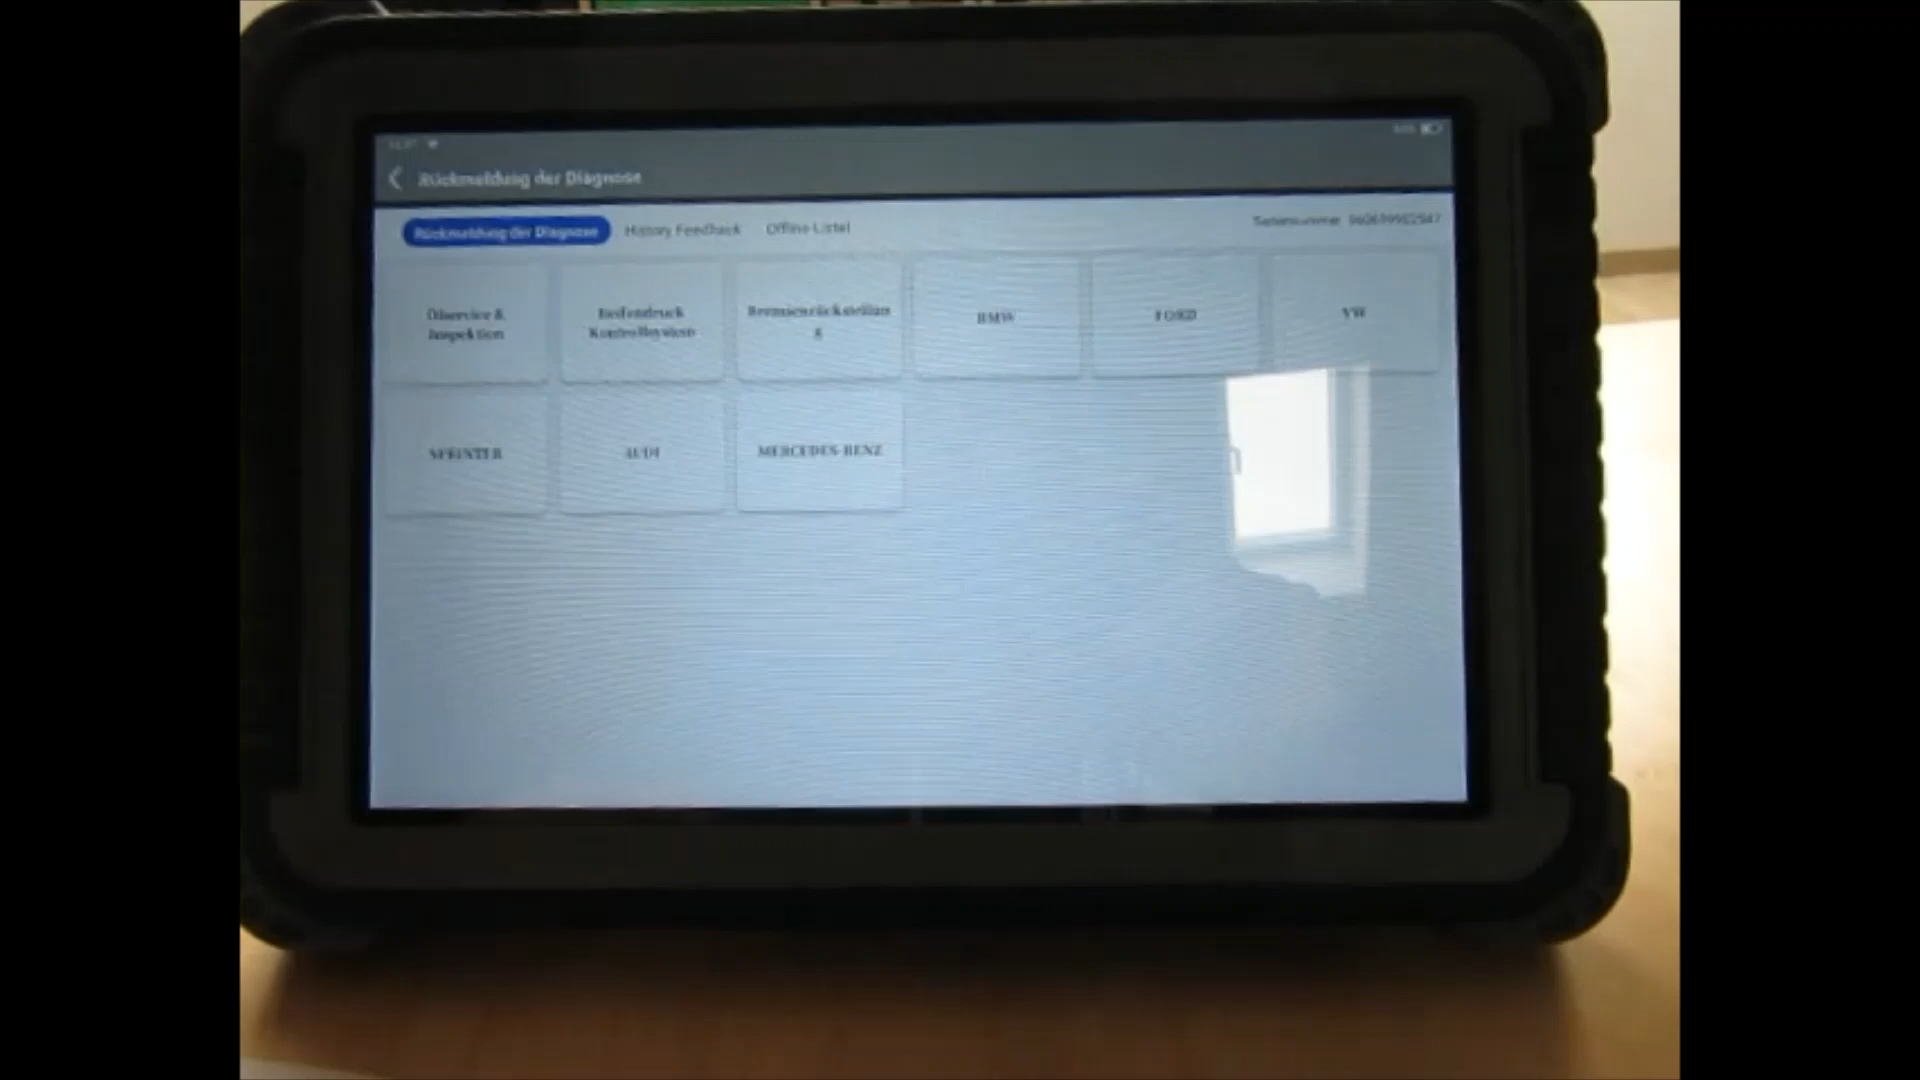 Rückmeldung der Diagnose
Rückmeldung der Diagnose History Feedback Offline Liste! Seriennummer
Ölservice &
Inspektion
Reifendruck
Kontrollsystem
Bremsenrückstellun
g
BMW
FORD
VW
SPRINTER
AUDI
MERCEDES-BENZ